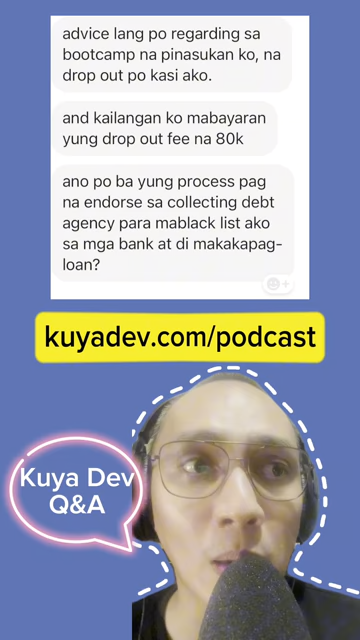 advice lang po regarding sa
bootcamp na pinasukan ko, na
drop out po kasi ako.
and kailangan ko mabayaran
yung drop out fee na 80k
ano po ba yung process pag
na endorse sa collecting debt
agency para mablack list ako
sa mga bank at di makakapag-
loan?
kuyadev.com/podcast
Kuya Dev
Q&A